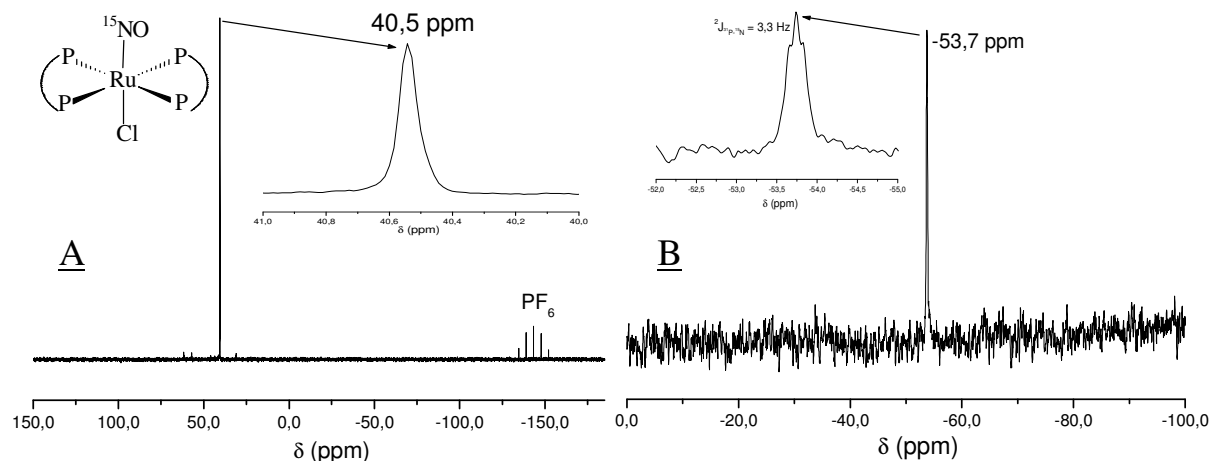 ¹⁵NO
P P
Ru
P P
Cl
40,5 ppm
41,0 40,8 40,6 40,4 40,2 40,0
δ (ppm)
A
PF₆
150,0 100,0 50,0 0,0 -50,0 -100,0 -150,0
δ (ppm)
²J³¹P-¹⁵N = 3,3 Hz
-53,7 ppm
-52,0 -52,5 -53,0 -53,5 -54,0 -54,5 -55,0
δ (ppm)
B
0,0 -20,0 -40,0 -60,0 -80,0 -100,0
δ (ppm)